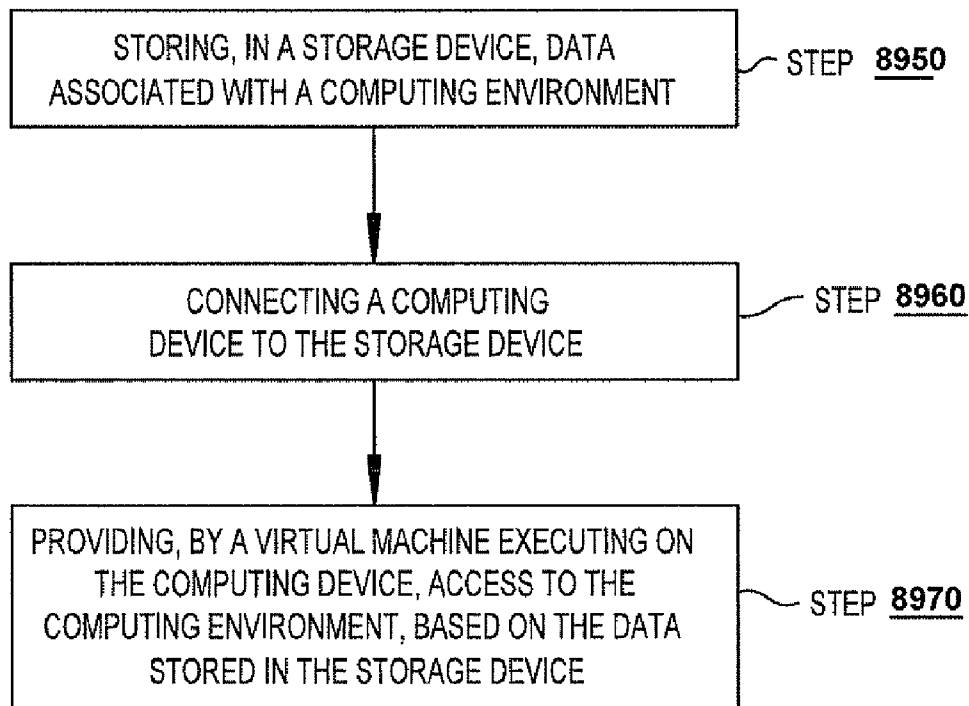 STORING, IN A STORAGE DEVICE, DATA
ASSOCIATED WITH A COMPUTING ENVIRONMENT
STEP 8950
CONNECTING A COMPUTING
DEVICE TO THE STORAGE DEVICE
STEP 8960
PROVIDING, BY A VIRTUAL MACHINE EXECUTING ON
THE COMPUTING DEVICE, ACCESS TO THE
COMPUTING ENVIRONMENT, BASED ON THE DATA
STORED IN THE STORAGE DEVICE
STEP 8970